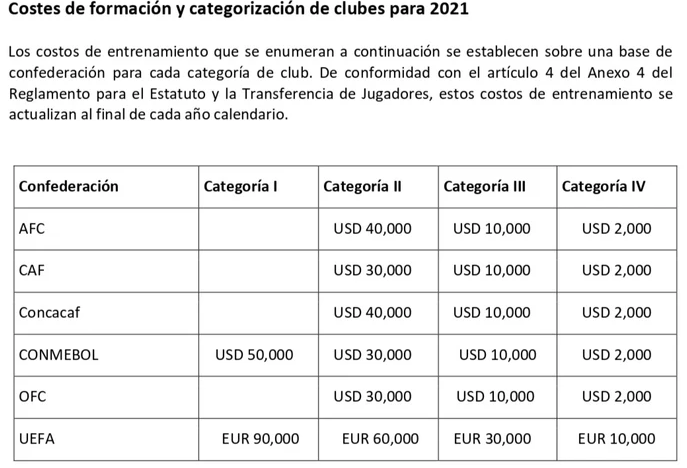 Costes de formación y categorización de clubes para 2021
Los costos de entrenamiento que se enumeran a continuación se establecen sobre una base de
confederación para cada categoría de club. De conformidad con el artículo 4 del Anexo 4 del
Reglamento para el Estatuto y la Transferencia de Jugadores, estos costos de entrenamiento se
actualizan al final de cada año calendario.
Confederación Categoría I Categoría II Categoría III Categoría IV
AFC USD 40,000 USD 10,000 USD 2,000
CAF USD 30,000 USD 10,000 USD 2,000
Concacaf USD 40,000 USD 10,000 USD 2,000
CONMEBOL USD 50,000 USD 30,000 USD 10,000 USD 2,000
OFC USD 30,000 USD 10,000 USD 2,000
UEFA EUR 90,000 EUR 60,000 EUR 30,000 EUR 10,000